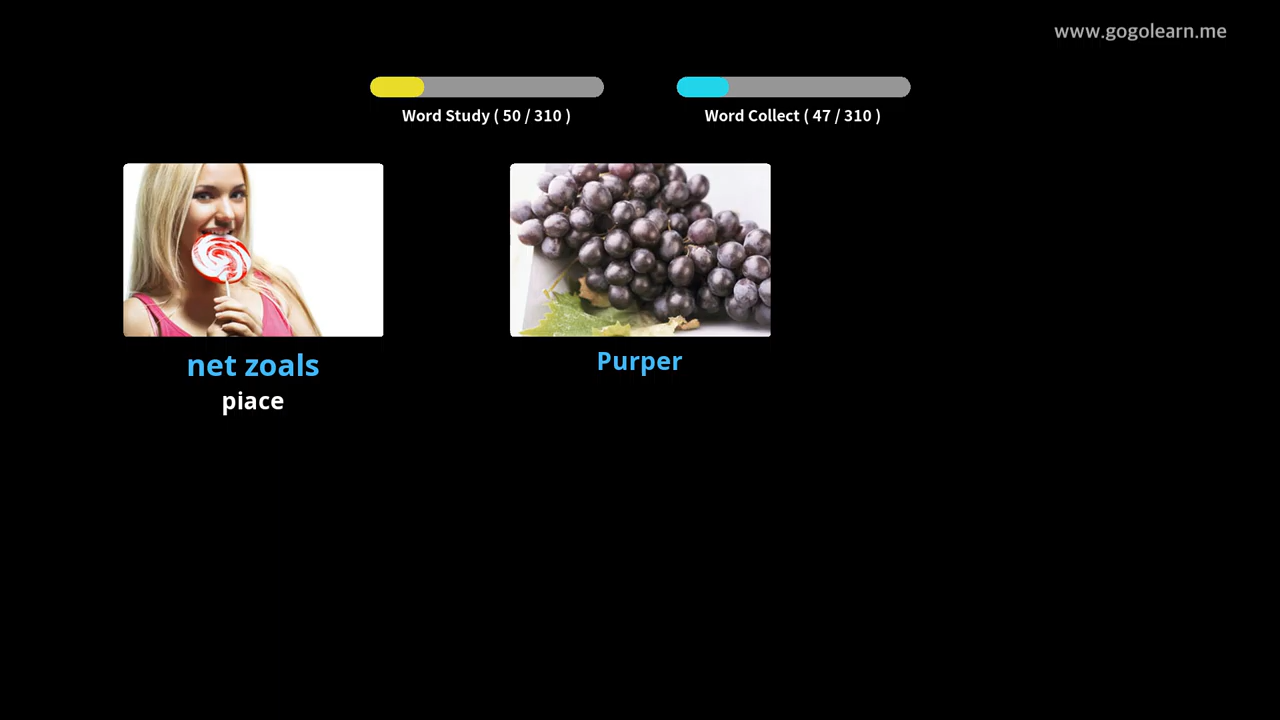 www.gogolearn.me
Word Study ( 50 / 310 )
Word Collect ( 47 / 310 )
net zoals
piace
Purper